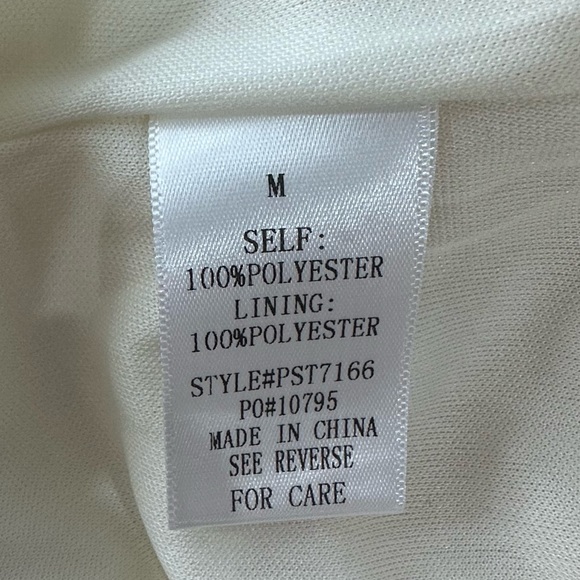 M
SELF:
100%POLYESTER
LINING:
100%POLYESTER
STYLE#PST7166
PO#10795
MADE IN CHINA
SEE REVERSE
FOR CARE